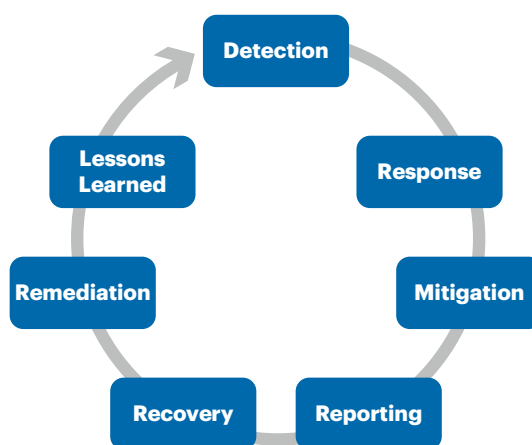 Detection
Response
Mitigation
Reporting
Recovery
Remediation
Lessons
Learned